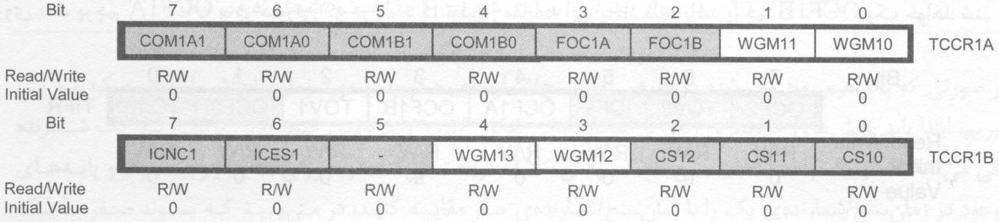 Bit 7 6 5 4 3 2 1 0
COM1A1 COM1A0 COM1B1 COM1B0 FOC1A FOC1B WGM11 WGM10 TCCR1A
Read/Write R/W R/W R/W R/W R/W R/W R/W R/W
Initial Value 0 0 0 0 0 0 0 0
Bit 7 6 5 4 3 2 1 0
ICNC1 ICES1 - WGM13 WGM12 CS12 CS11 CS10 TCCR1B
Read/Write R/W R/W R/W R/W R/W R/W R/W R/W
Initial Value 0 0 0 0 0 0 0 0